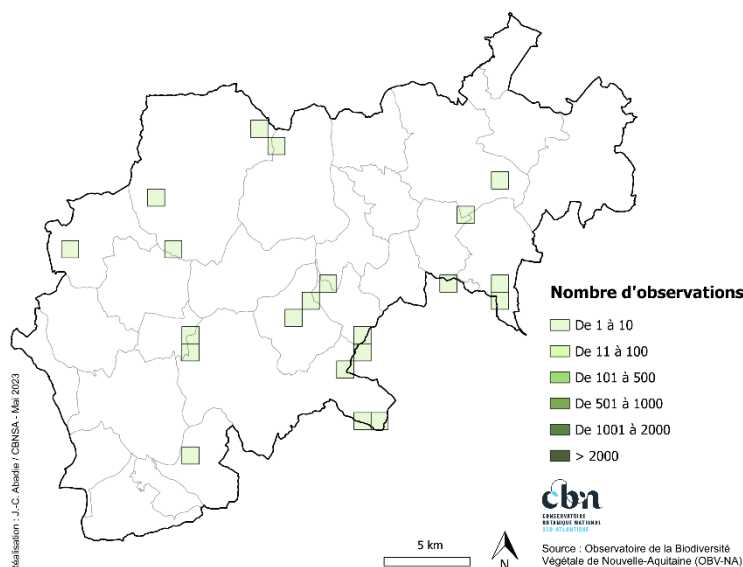 Nombre d'observations
De 1 à 10
De 11 à 100
De 101 à 500
De 501 à 1000
De 1001 à 2000
> 2000
cbn
CONSERVATOIRE
BOTANIQUE NATIONAL
SUD-ATLANTIQUE
5 km
Source : Observatoire de la Biodiversité
Végétale de Nouvelle-Aquitaine (OBV-NA)
Réalisation : J.-C. Abadie / CBNSA - Mai 2023